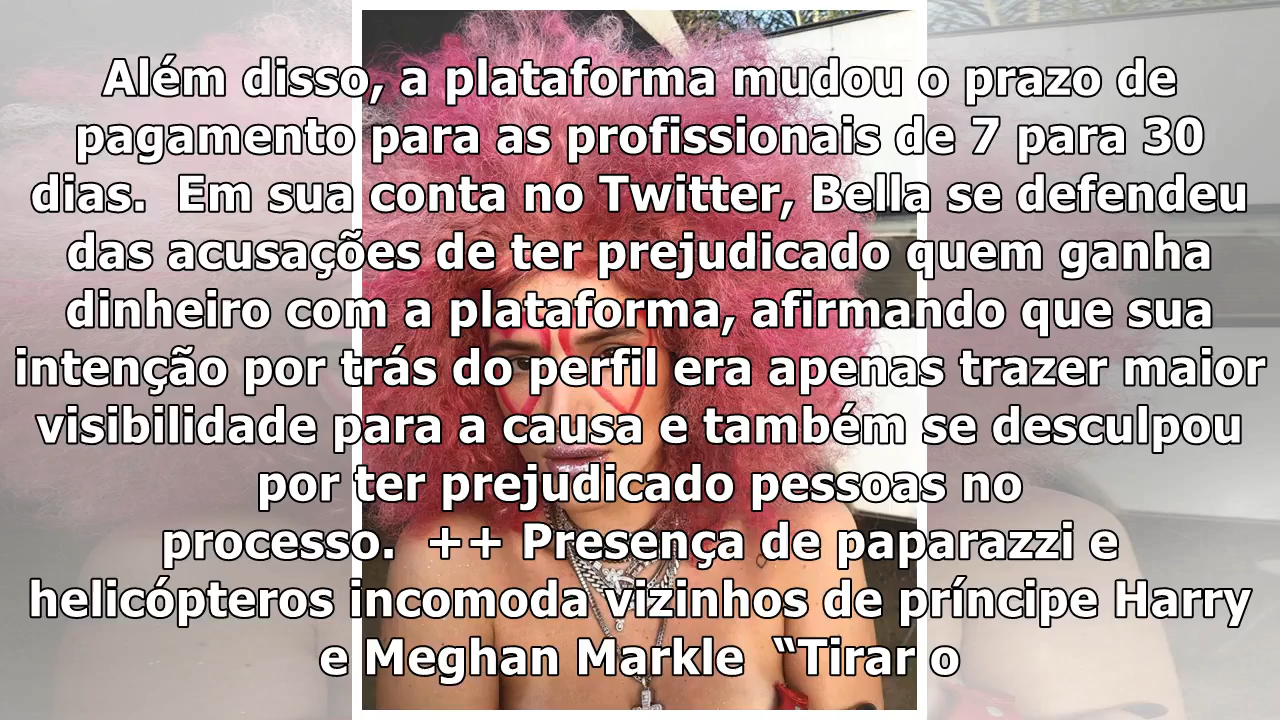 Além disso, a plataforma mudou o prazo de
pagamento para as profissionais de 7 para 30
dias.  Em sua conta no Twitter, Bella se defendeu
das acusações de ter prejudicado quem ganha
dinheiro com a plataforma, afirmando que sua
intenção por trás do perfil era apenas trazer maior
visibilidade para a causa e também se desculpou
por ter prejudicado pessoas no
processo.  ++ Presença de paparazzi e
helicópteros incomoda vizinhos de príncipe Harry
e Meghan Markle  “Tirar o